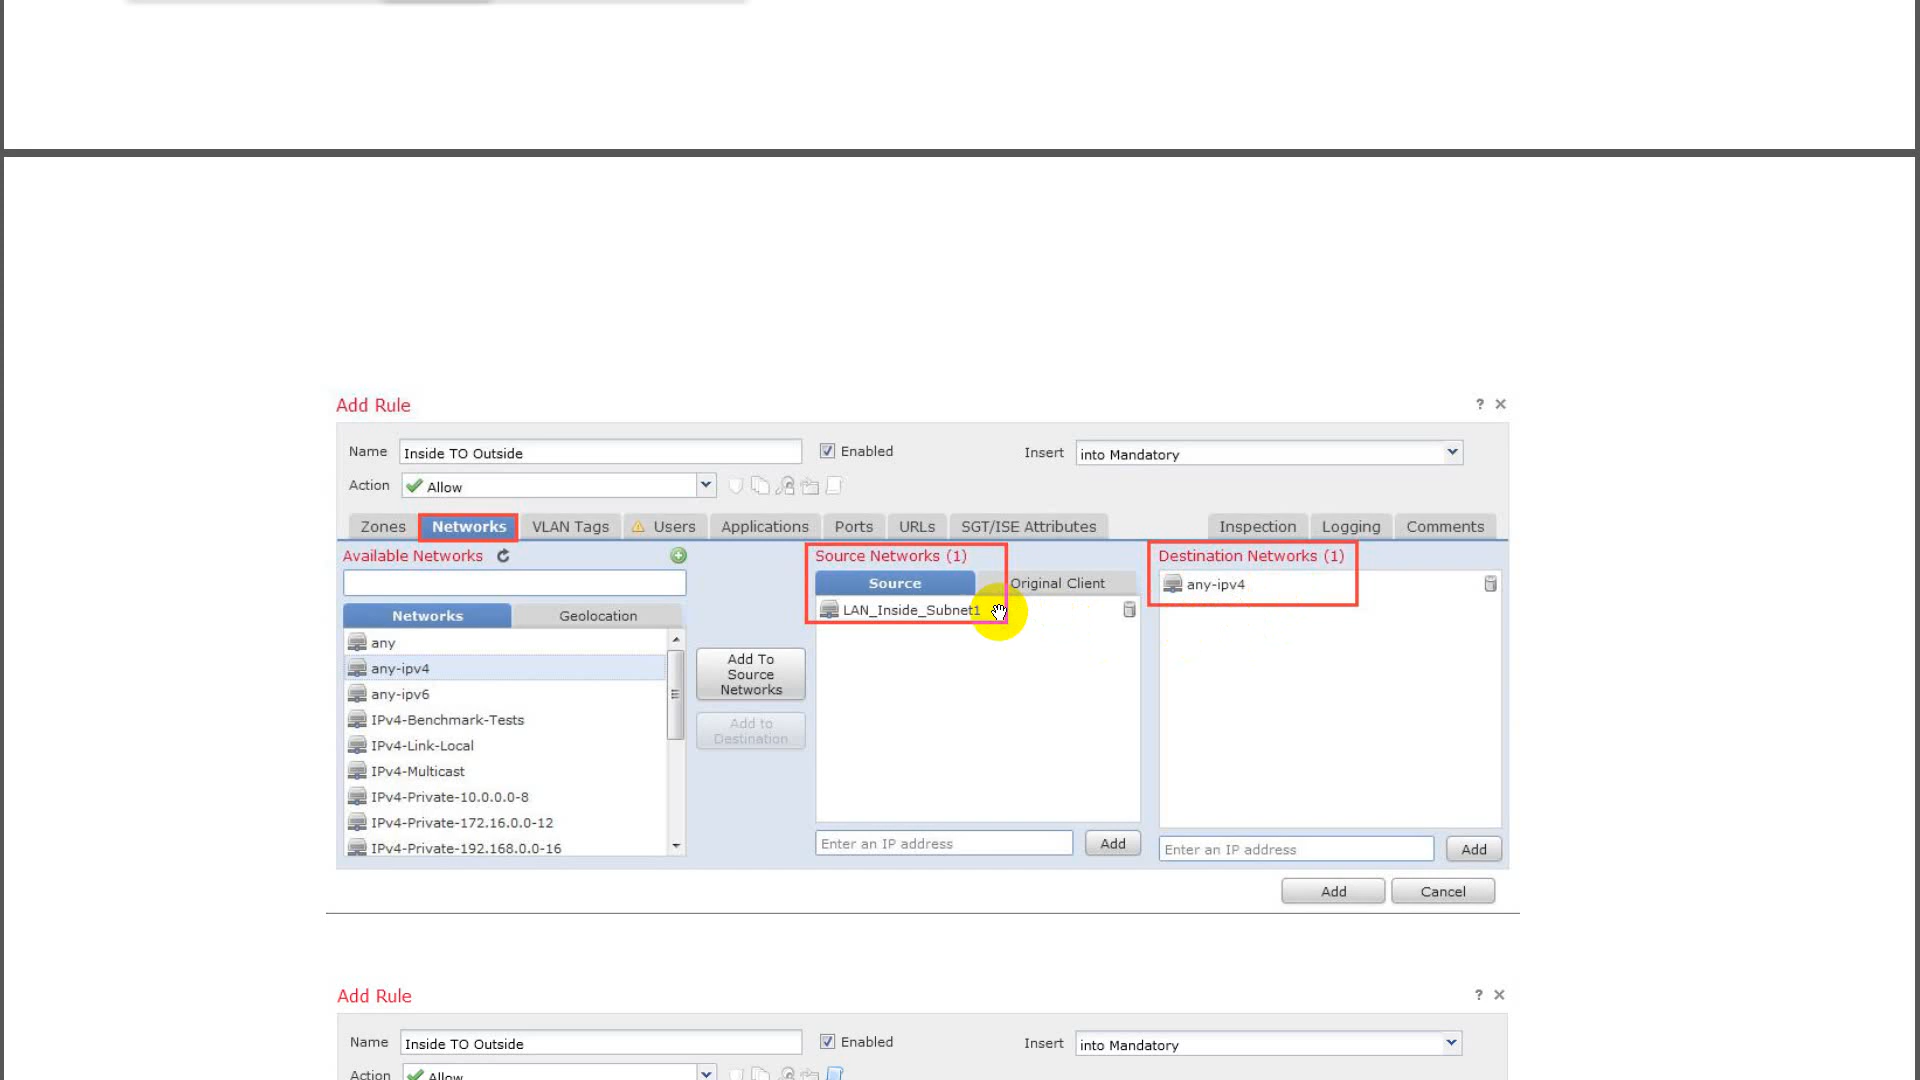 Add Rule
? ×
Name Inside TO Outside Enabled Insert into Mandatory
Action Allow
Zones Networks VLAN Tags Users Applications Ports URLs SGT/ISE Attributes Inspection Logging Comments
Available Networks Source Networks (1) Destination Networks (1)
Source Original Client any-ipv4
Networks Geolocation LAN_Inside_Subnet1
any
any-ipv4
any-ipv6
IPv4-Benchmark-Tests
IPv4-Link-Local
IPv4-Multicast
IPv4-Private-10.0.0.0-8
IPv4-Private-172.16.0.0-12
IPv4-Private-192.168.0.0-16
Add To
Source
Networks
Add to
Destination
Enter an IP address Add Enter an IP address Add
Add Cancel
Add Rule
? ×
Name Inside TO Outside Enabled Insert into Mandatory
Action Allow